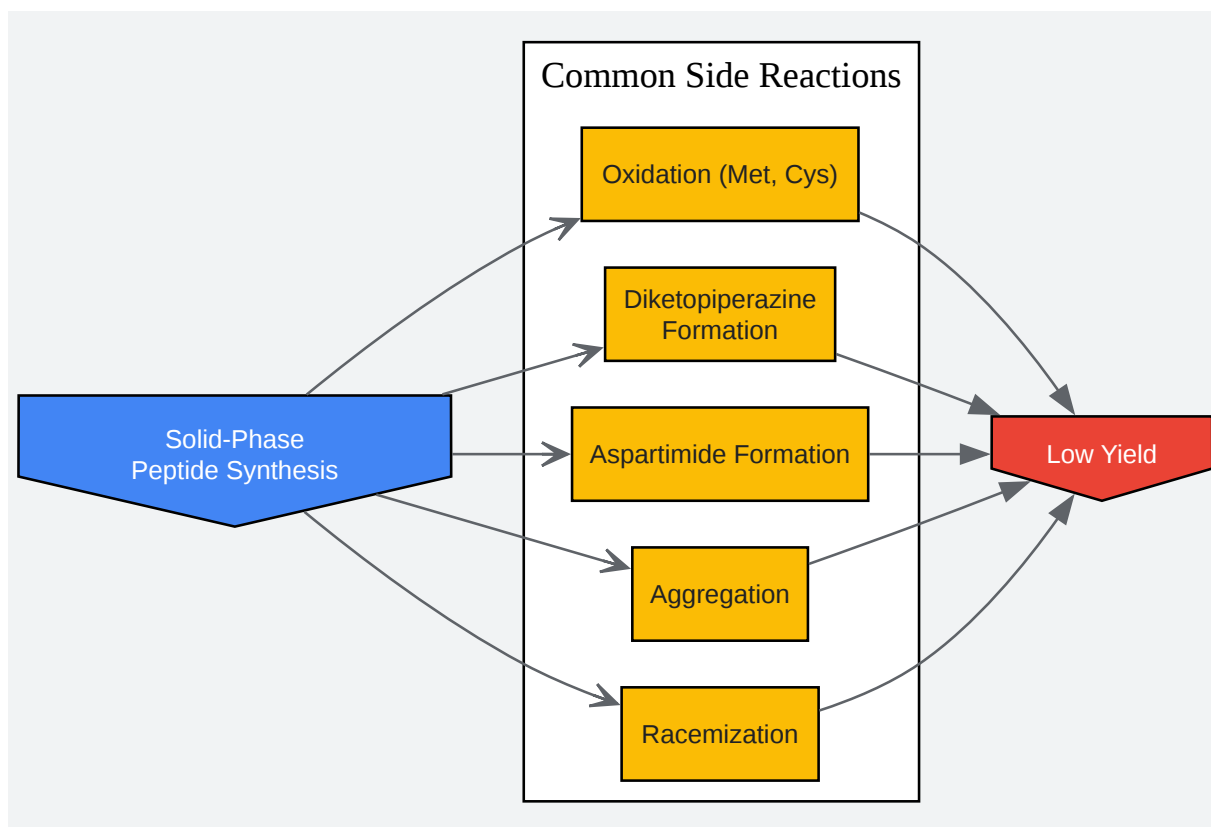 Common Side Reactions
Oxidation (Met, Cys)
Diketopiperazine
Formation
Solid-Phase
Peptide Synthesis
Aspartimide Formation
Low Yield
Aggregation
Racemization